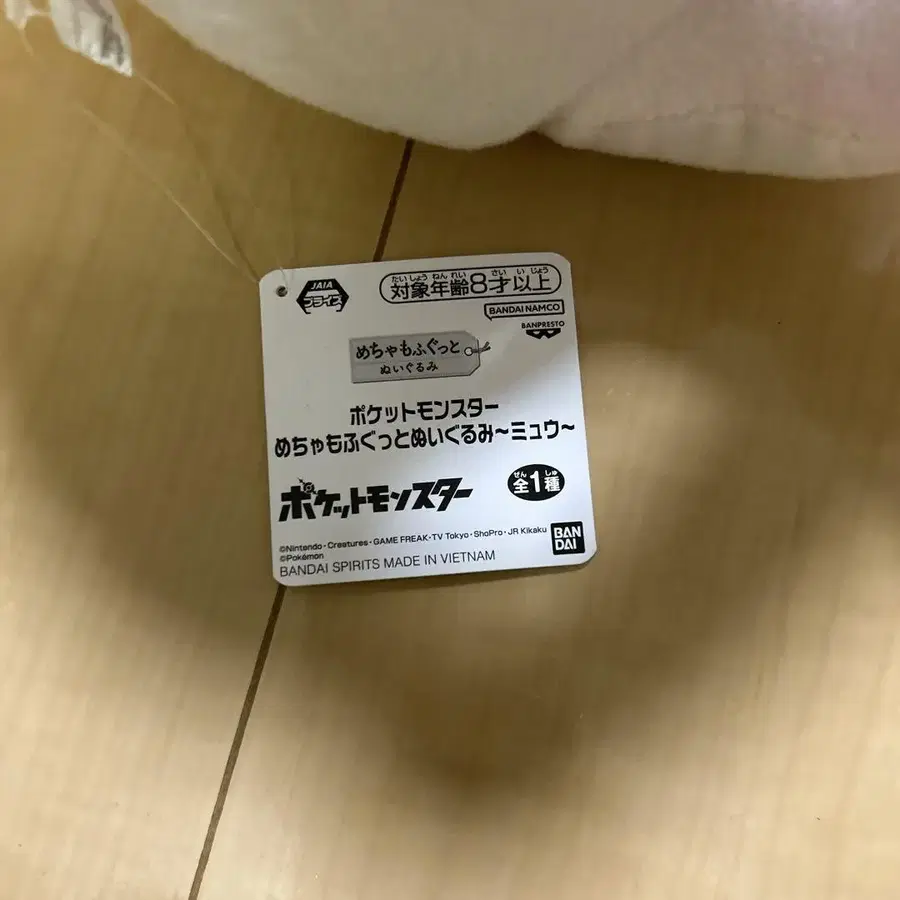 JAIA
プライズ
たいしょう ねん れい さい い じょう
対象年齢8才以上
BANDAI NAMCO
BANPRESTO
めちゃもふぐっと
ぬいぐるみ
ポケットモンスター
めちゃもふぐっとぬいぐるみ～ミュウ～
ポケットモンスター
ぜん しゅ
全1種
©Nintendo・Creatures・GAME FREAK・TV Tokyo・ShoPro・JR Kikaku
©Pokémon
BANDAI SPIRITS MADE IN VIETNAM
BAN
DAI